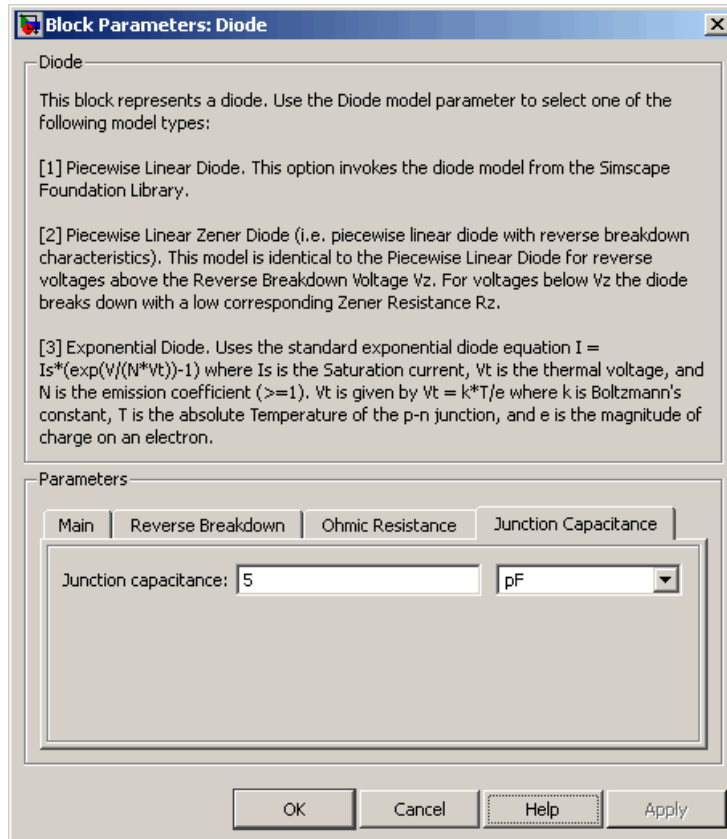 Block Parameters: Diode
Diode
This block represents a diode. Use the Diode model parameter to select one of the
following model types:
[1] Piecewise Linear Diode. This option invokes the diode model from the Simscape
Foundation Library.
[2] Piecewise Linear Zener Diode (i.e. piecewise linear diode with reverse breakdown
characteristics). This model is identical to the Piecewise Linear Diode for reverse
voltages above the Reverse Breakdown Voltage Vz. For voltages below Vz the diode
breaks down with a low corresponding Zener Resistance Rz.
[3] Exponential Diode. Uses the standard exponential diode equation I =
Is*(exp(V/(N*Vt))-1) where Is is the Saturation current, Vt is the thermal voltage, and
N is the emission coefficient (>=1). Vt is given by Vt = k*T/e where k is Boltzmann's
constant, T is the absolute Temperature of the p-n junction, and e is the magnitude of
charge on an electron.
Parameters
Main Reverse Breakdown Ohmic Resistance Junction Capacitance
Junction capacitance: 5 pF
OK Cancel Help Apply